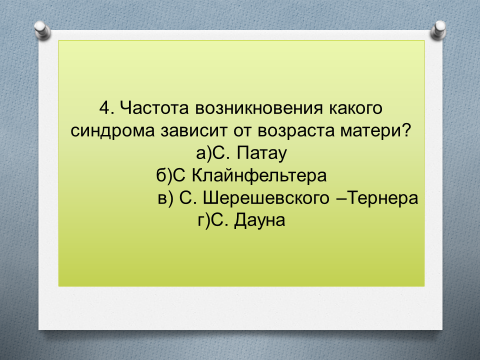 4. Частота возникновения какого
синдрома зависит от возраста матери?
а)С. Патау
б)С Клайнфельтера
в) С. Шерешевского –Тернера
г)С. Дауна